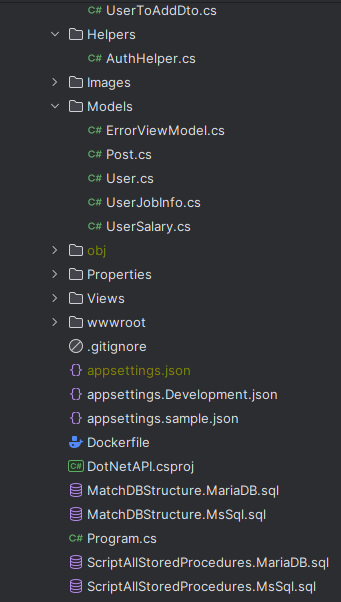 C# UserToAddDto.cs
Helpers
C# AuthHelper.cs
Images
Models
C# ErrorViewModel.cs
C# Post.cs
C# User.cs
C# UserJobInfo.cs
C# UserSalary.cs
obj
Properties
Views
wwwroot
.gitignore
{} appsettings.json
{} appsettings.Development.json
{} appsettings.sample.json
Dockerfile
C# DotNetAPI.csproj
MatchDBStructure.MariaDB.sql
MatchDBStructure.MsSql.sql
C# Program.cs
ScriptAllStoredProcedures.MariaDB.sql
ScriptAllStoredProcedures.MsSql.sql